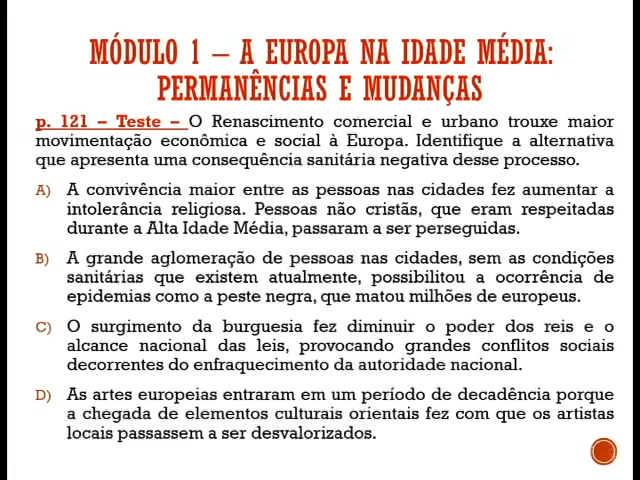 MÓDULO 1 – A EUROPA NA IDADE MÉDIA:
PERMANÊNCIAS E MUDANÇAS
p. 121 – Teste – O Renascimento comercial e urbano trouxe maior
movimentação econômica e social à Europa. Identifique a alternativa
que apresenta uma consequência sanitária negativa desse processo.
A) A convivência maior entre as pessoas nas cidades fez aumentar a
intolerância religiosa. Pessoas não cristãs, que eram respeitadas
durante a Alta Idade Média, passaram a ser perseguidas.
B) A grande aglomeração de pessoas nas cidades, sem as condições
sanitárias que existem atualmente, possibilitou a ocorrência de
epidemias como a peste negra, que matou milhões de europeus.
C) O surgimento da burguesia fez diminuir o poder dos reis e o
alcance nacional das leis, provocando grandes conflitos sociais
decorrentes do enfraquecimento da autoridade nacional.
D) As artes europeias entraram em um período de decadência porque
a chegada de elementos culturais orientais fez com que os artistas
locais passassem a ser desvalorizados.